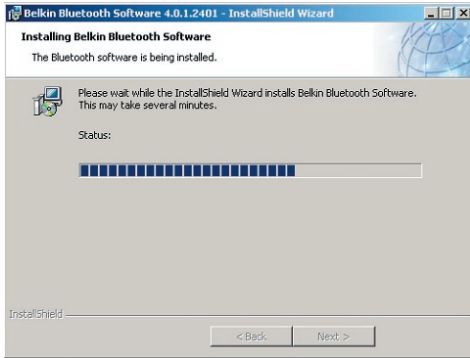 Belkin Bluetooth Software 4.0.1.2401 - InstallShield Wizard
Installing Belkin Bluetooth Software
The Bluetooth software is being installed.
Please wait while the InstallShield Wizard installs Belkin Bluetooth Software.
This may take several minutes.
Status:
InstallShield
< Back
Next >